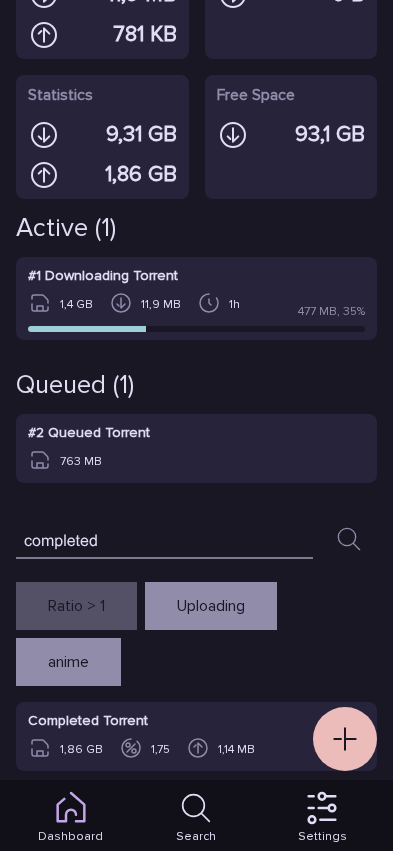 781 KB
Statistics
Free Space
9,31 GB
93,1 GB
1,86 GB
Active (1)
#1 Downloading Torrent
1,4 GB 11,9 MB 1h
477 MB, 35%
Queued (1)
#2 Queued Torrent
763 MB
completed
Ratio > 1 Uploading
anime
Completed Torrent
1,86 GB 1,75 1,14 MB
Dashboard Search Settings